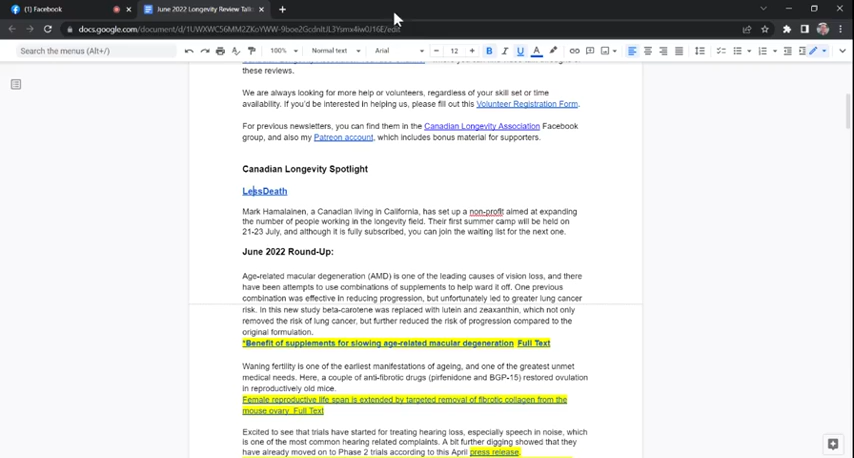 (1) Facebook
June 2022 Longevity Review Talk
docs.google.com/document/d/
/edit
Search the menus (Alt+/)
100%
Normal text
Arial
12
these reviews.
We are always looking for more help or volunteers, regardless of your skill set or time
availability. If you'd be interested in helping us, please fill out this Volunteer Registration Form.
For previous newsletters, you can find them in the Canadian Longevity Association Facebook
group, and also my Patreon account, which includes bonus material for supporters.
Canadian Longevity Spotlight
LessDeath
Mark Hamalainen, a Canadian living in California, has set up a non-profit aimed at expanding
the number of people working in the longevity field. Their first summer camp will be held on
21-23 July, and although it is fully subscribed, you can join the waiting list for the next one.
June 2022 Round-Up:
Age-related macular degeneration (AMD) is one of the leading causes of vision loss, and there
have been attempts to use combinations of supplements to help ward it off. One previous
combination was effective in reducing progression, but unfortunately led to greater lung cancer
risk. In this new study beta-carotene was replaced with lutein and zeaxanthin, which not only
removed the risk of lung cancer, but further reduced the risk of progression compared to the
original formulation.
*Benefit of supplements for slowing age-related macular degeneration Full Text
Waning fertility is one of the earliest manifestations of ageing, and one of the greatest unmet
medical needs. Here, a couple of anti-fibrotic drugs (pirfenidone and BGP-15) restored ovulation
in reproductively old mice.
Female reproductive life span is extended by targeted removal of fibrotic collagen from the
mouse ovary Full Text
Excited to see that trials have started for treating hearing loss, especially speech in noise, which
is one of the most common hearing related complaints. A bit further digging showed that they
have already moved on to Phase 2 trials according to this April press release.